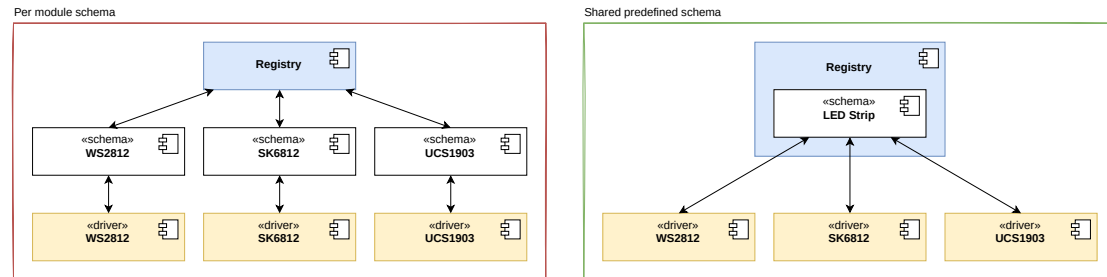 Per module schema
Registry
«schema»
WS2812
«schema»
SK6812
«schema»
UCS1903
«driver»
WS2812
«driver»
SK6812
«driver»
UCS1903
Shared predefined schema
Registry
«schema»
LED Strip
«driver»
WS2812
«driver»
SK6812
«driver»
UCS1903